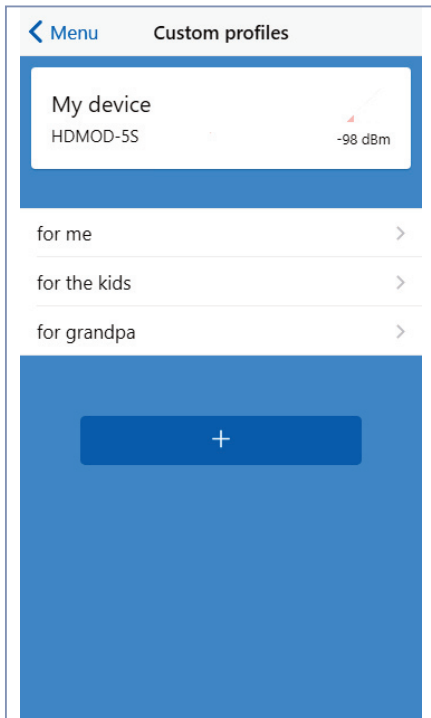 Menu
Custom profiles
My device
HDMOD-5S
-98 dBm
for me
for the kids
for grandpa
+